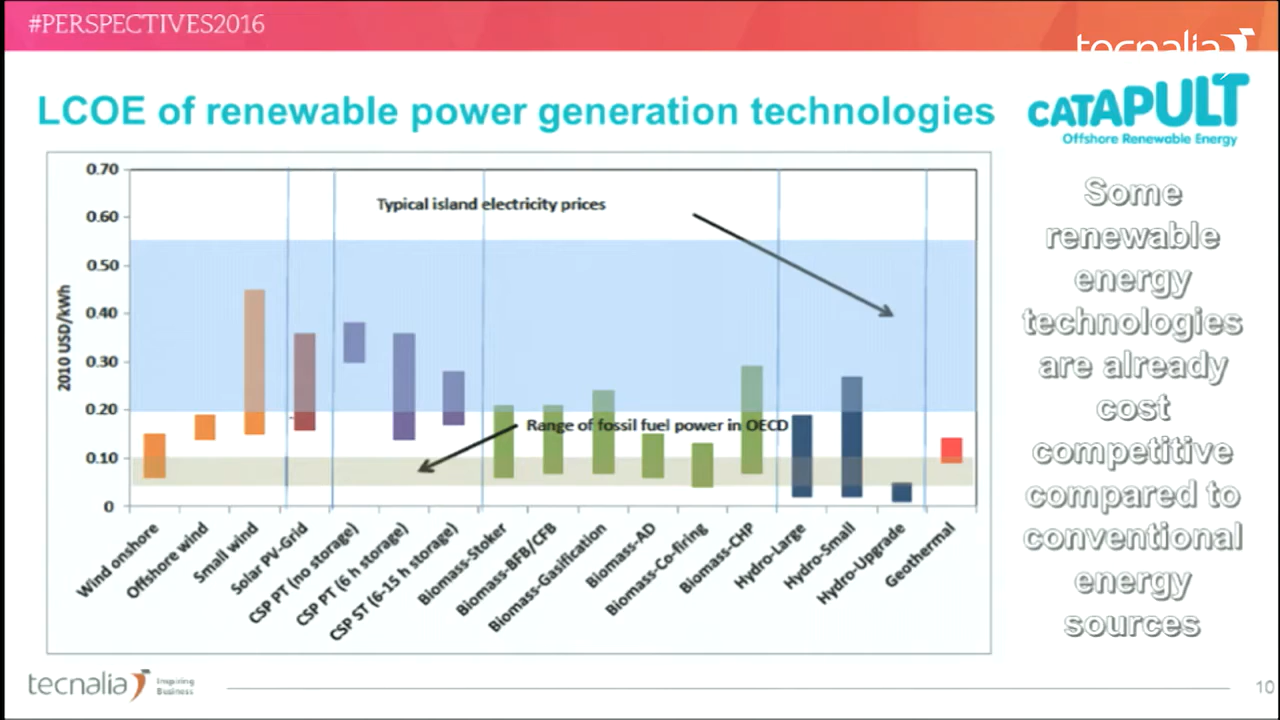 #PERSPECTIVES2016
tecnalia
LCOE of renewable power generation technologies
CATAPULT
Offshore Renewable Energy
Some
renewable
energy
technologies
are already
cost
competitive
compared to
conventional
energy
sources
2010 USD/kWh
0.70
0.60
0.50
0.40
0.30
0.20
0.10
0
Typical island electricity prices
Range of fossil fuel power in OECD
Wind onshore
Offshore wind
Small wind
Solar PV-Grid
CSP PT (no storage)
CSP PT (6 h storage)
CSP ST (6-15 h storage)
Biomass-Stoker
Biomass-BFB/CFB
Biomass-Gasification
Biomass-AD
Biomass-Co-firing
Biomass-CHP
Hydro-Large
Hydro-Small
Hydro-Upgrade
Geothermal
tecnalia
Inspiring
Business
10